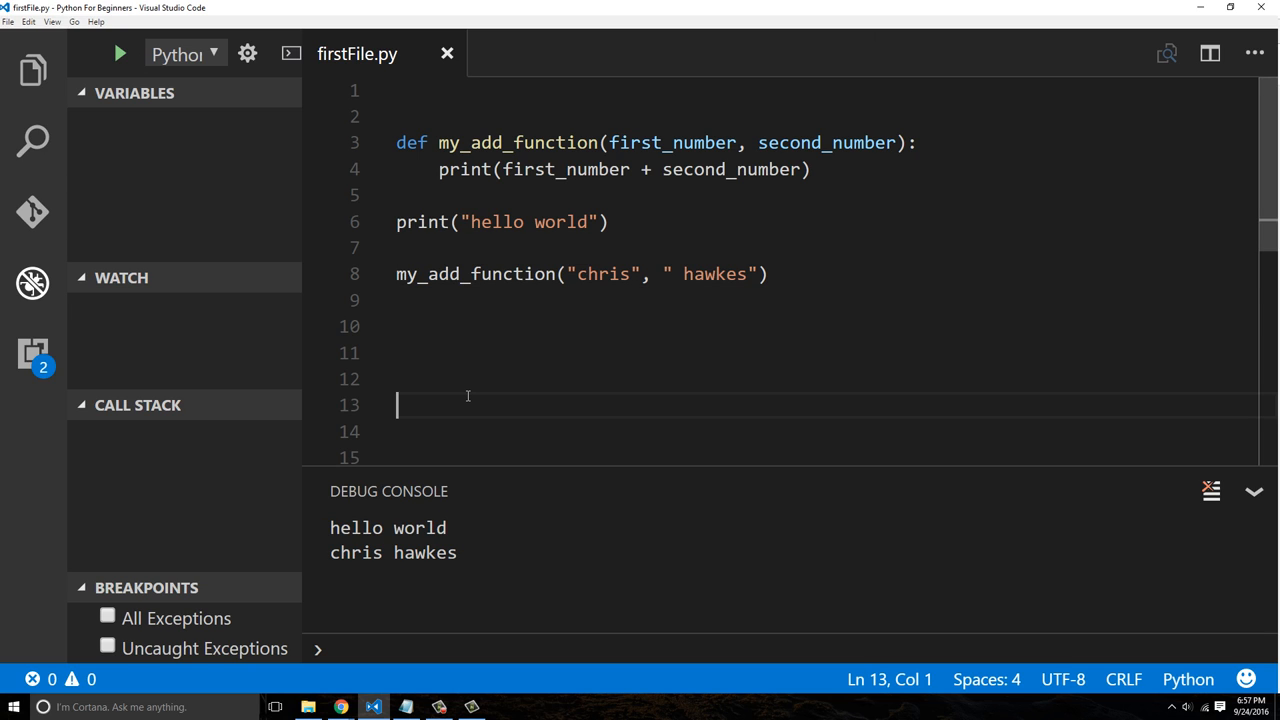 firstFile.py - Python For Beginners - Visual Studio Code
File Edit View Go Help
firstFile.py
VARIABLES
WATCH
CALL STACK
BREAKPOINTS
All Exceptions
Uncaught Exceptions
2
1
2
3 def my_add_function(first_number, second_number):
4     print(first_number + second_number)
5
6 print("hello world")
7
8 my_add_function("chris", " hawkes")
9
10
11
12
13
14
15
DEBUG CONSOLE
hello world
chris hawkes
0 0 Ln 13, Col 1 Spaces: 4 UTF-8 CRLF Python
I'm Cortana. Ask me anything.
6:57 PM
9/24/2016